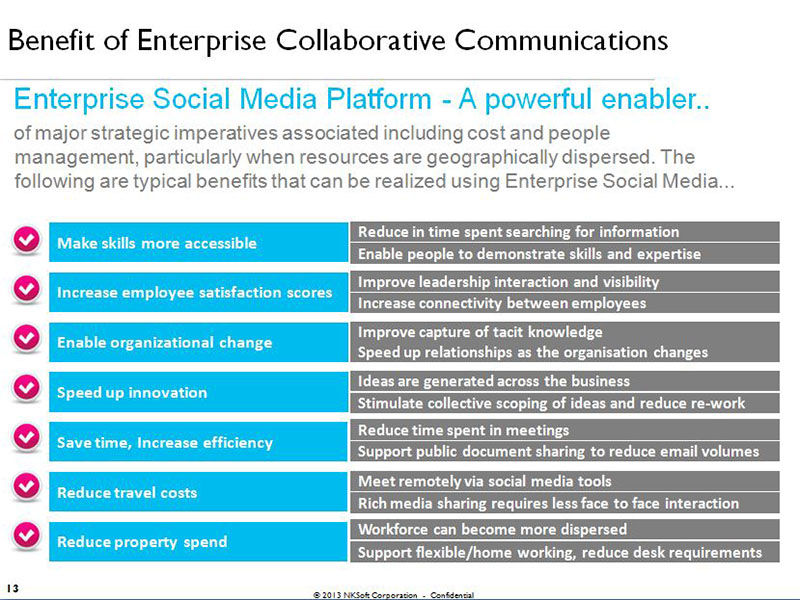 Benefit of Enterprise Collaborative Communications
Enterprise Social Media Platform - A powerful enabler..
of major strategic imperatives associated including cost and people
management, particularly when resources are geographically dispersed. The
following are typical benefits that can be realized using Enterprise Social Media...
Make skills more accessible
Reduce in time spent searching for information
Enable people to demonstrate skills and expertise
Increase employee satisfaction scores
Improve leadership interaction and visibility
Increase connectivity between employees
Enable organizational change
Improve capture of tacit knowledge
Speed up relationships as the organisation changes
Speed up innovation
Ideas are generated across the business
Stimulate collective scoping of ideas and reduce re-work
Save time, Increase efficiency
Reduce time spent in meetings
Support public document sharing to reduce email volumes
Reduce travel costs
Meet remotely via social media tools
Rich media sharing requires less face to face interaction
Reduce property spend
Workforce can become more dispersed
Support flexible/home working, reduce desk requirements
13
© 2013 NKSoft Corporation - Confidential